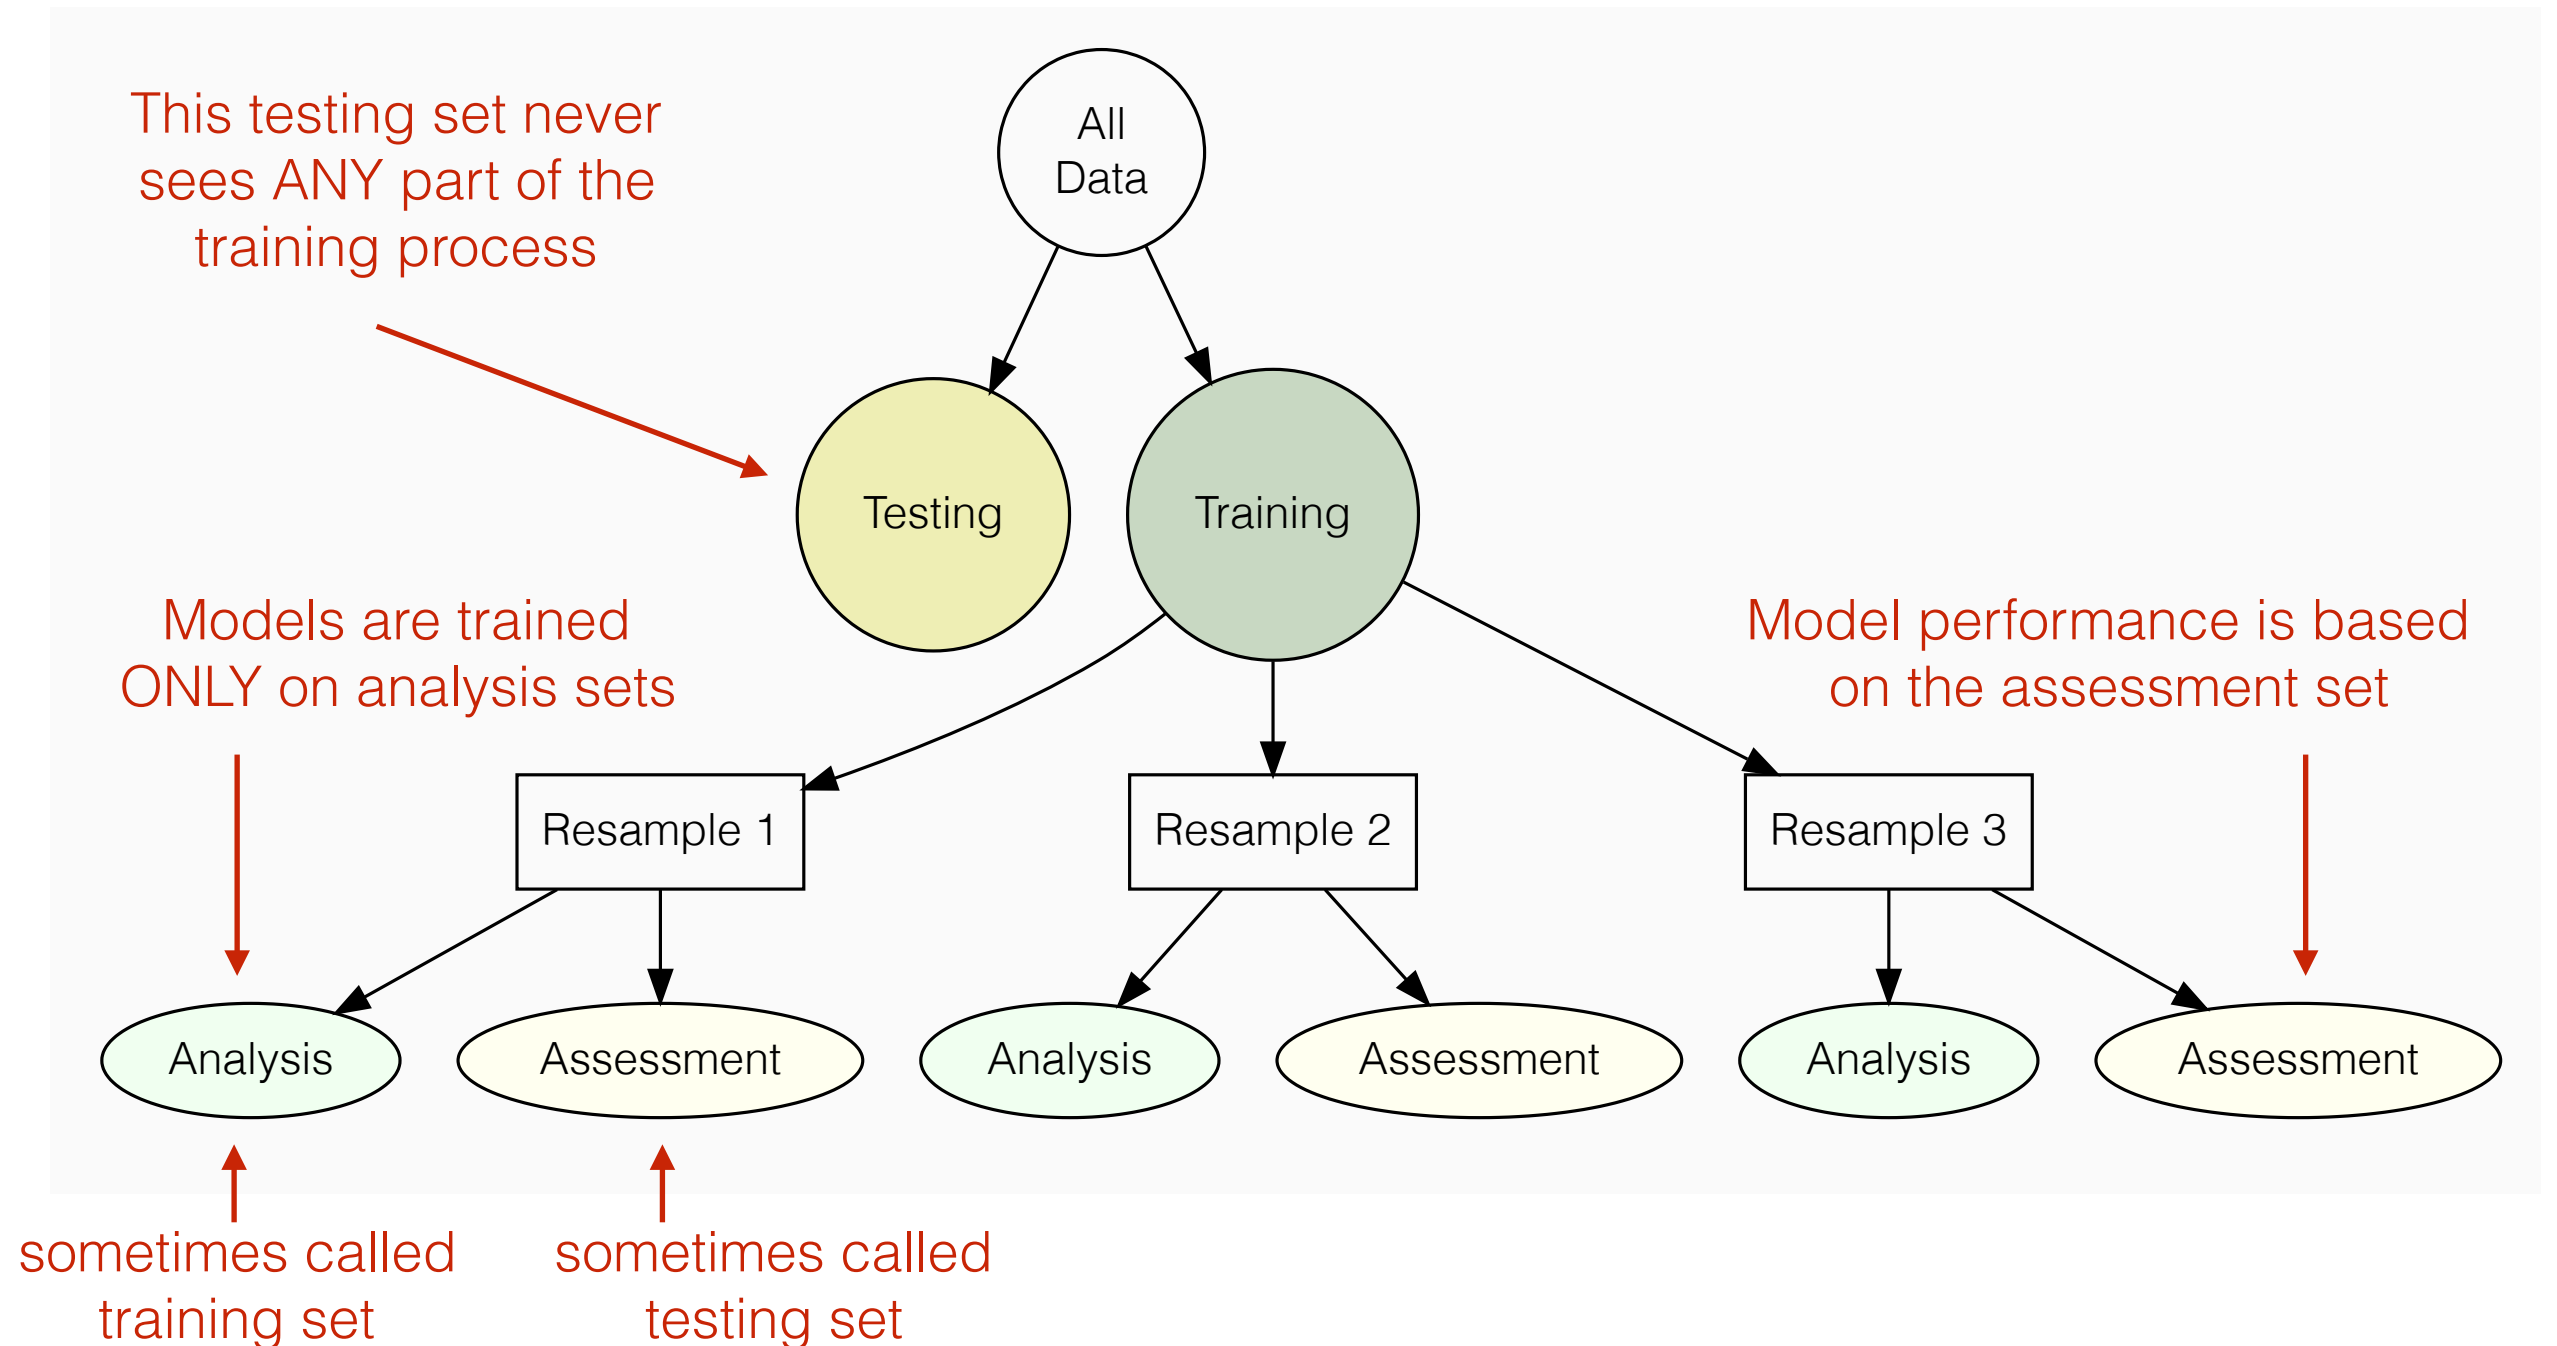 This testing set never
sees ANY part of the
training process
All
Data
Testing
Training
Models are trained
ONLY on analysis sets
Model performance is based
on the assessment set
Resample 1
Resample 2
Resample 3
Analysis
Assessment
Analysis
Assessment
Analysis
Assessment
sometimes called
training set
sometimes called
testing set